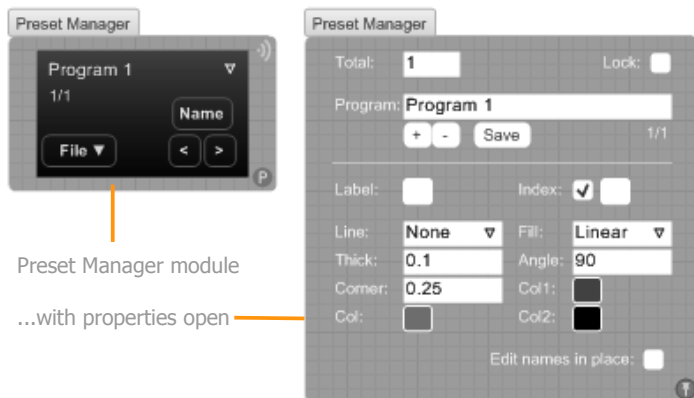 Preset Manager
Program 1
1/1
Name
File
<
>
P
Preset Manager module
...with properties open
Preset Manager
Total: 1 Lock:
Program: Program 1
+ - Save 1/1
Label: Index:
Line: None Fill: Linear
Thick: 0.1 Angle: 90
Corner: 0.25 Col1:
Col: Col2:
Edit names in place: